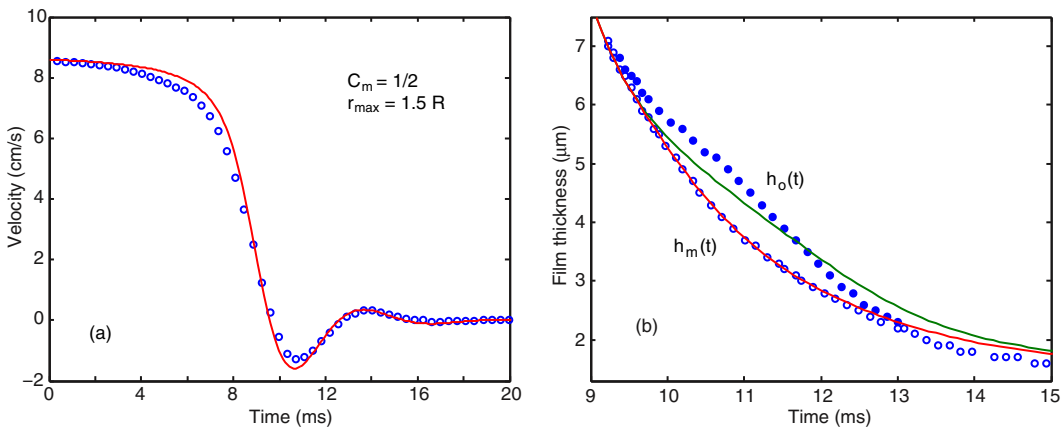 10
8
6
4
2
0
−2
Velocity (cm/s)
C_m = 1/2
r_max = 1.5 R
(a)
0 4 8 12 16 20
Time (ms)
7
6
5
4
3
2
Film thickness (μm)
h_o(t)
h_m(t)
(b)
9 10 11 12 13 14 15
Time (ms)